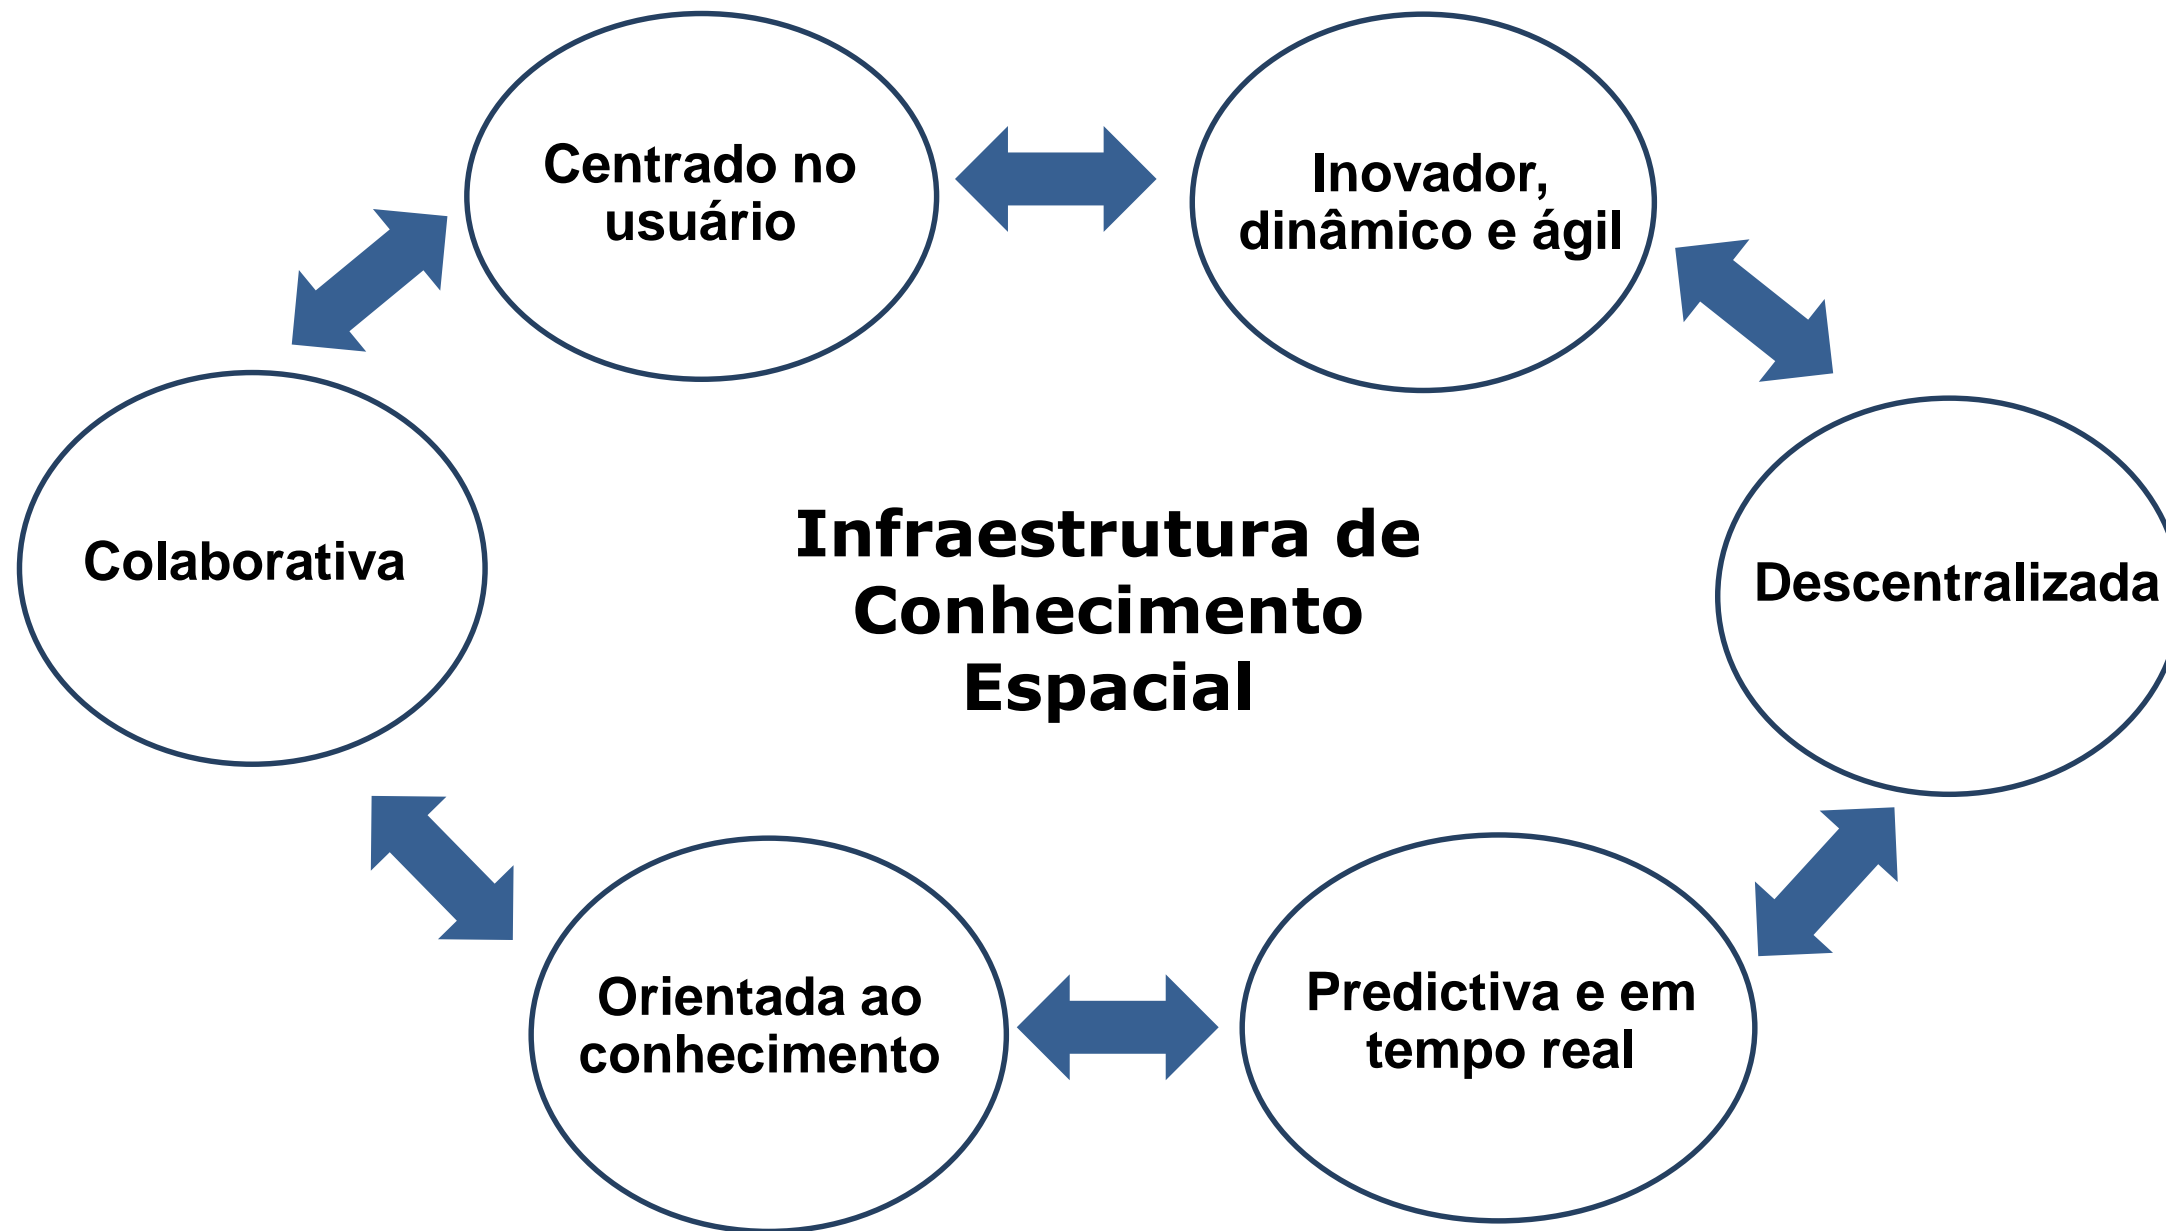 Centrado no
usuário
Inovador,
dinâmico e ágil
Colaborativa
Infraestrutura de
Conhecimento
Espacial
Descentralizada
Orientada ao
conhecimento
Predictiva e em
tempo real